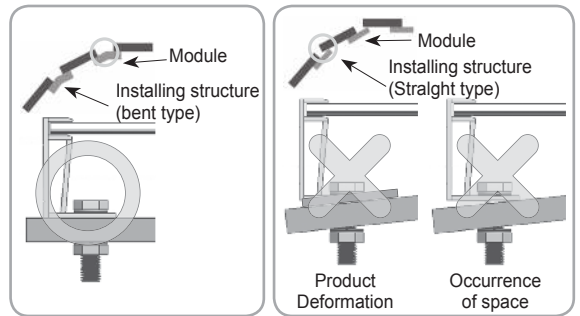 Module
Installing structure
(bent type)
Module
Installing structure
(Stralght type)
Product
Deformation
Occurrence
of space